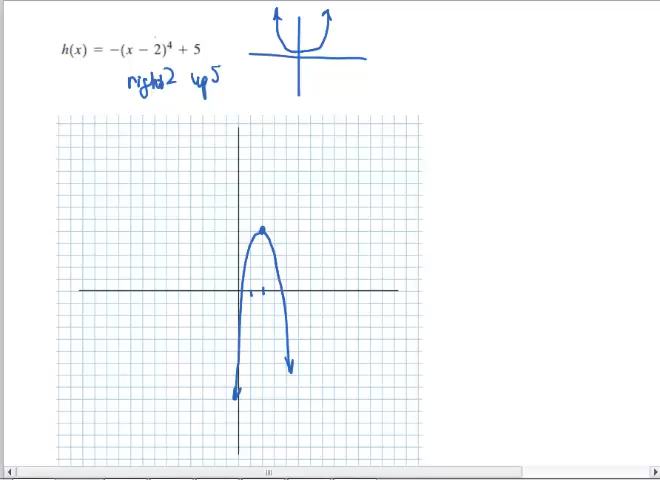 h(x) = −(x − 2)⁴ + 5
right 2 up 5